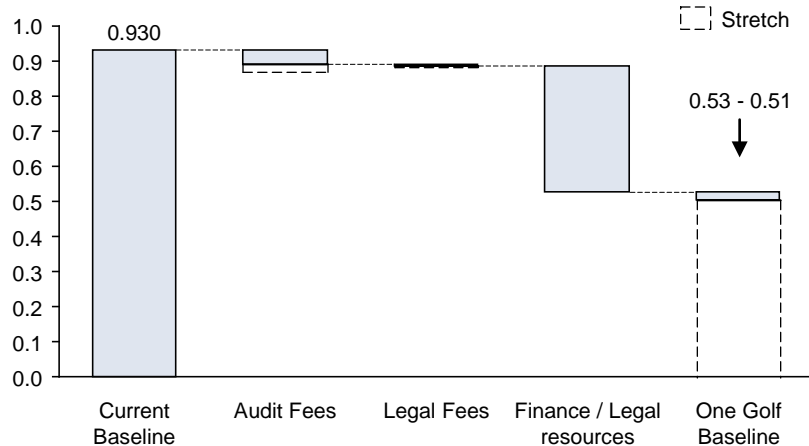 Stretch
1.0
0.9
0.8
0.7
0.6
0.5
0.4
0.3
0.2
0.1
0.0
0.930
0.53 - 0.51
Current
Baseline
Audit Fees
Legal Fees
Finance / Legal
resources
One Golf
Baseline